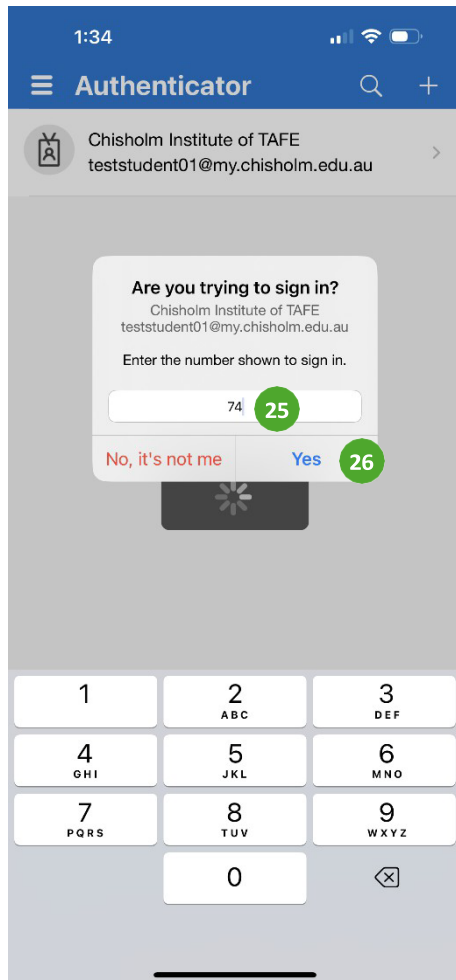 1:34
Authenticator
Chisholm Institute of TAFE
teststudent01@my.chisholm.edu.au
Are you trying to sign in?
Chisholm Institute of TAFE
teststudent01@my.chisholm.edu.au
Enter the number shown to sign in.
74 25
No, it's not me Yes 26
1 2 3
ABC DEF
4 5 6
GHI JKL MNO
7 8 9
PQRS TUV WXYZ
0